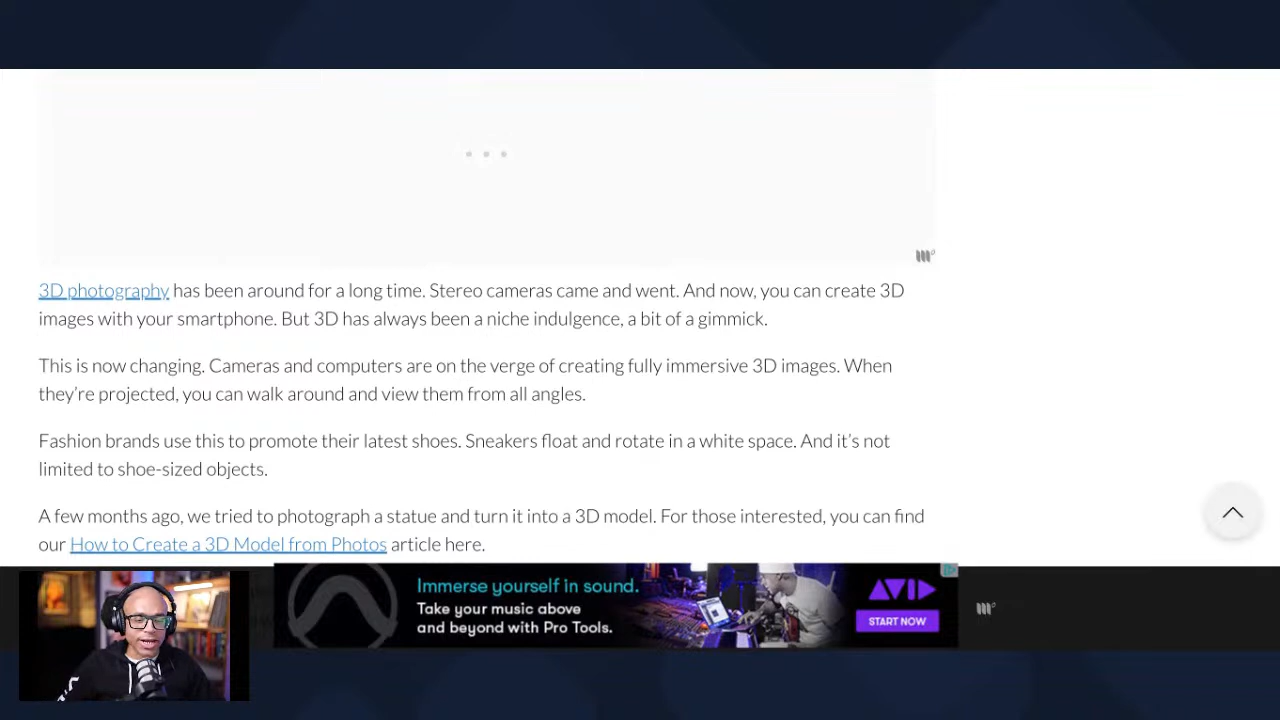 3D photography has been around for a long time. Stereo cameras came and went. And now, you can create 3D
images with your smartphone. But 3D has always been a niche indulgence, a bit of a gimmick.
This is now changing. Cameras and computers are on the verge of creating fully immersive 3D images. When
they’re projected, you can walk around and view them from all angles.
Fashion brands use this to promote their latest shoes. Sneakers float and rotate in a white space. And it’s not
limited to shoe-sized objects.
A few months ago, we tried to photograph a statue and turn it into a 3D model. For those interested, you can find
our How to Create a 3D Model from Photos article here.
Immerse yourself in sound.
Take your music above
and beyond with Pro Tools.
AVID
START NOW